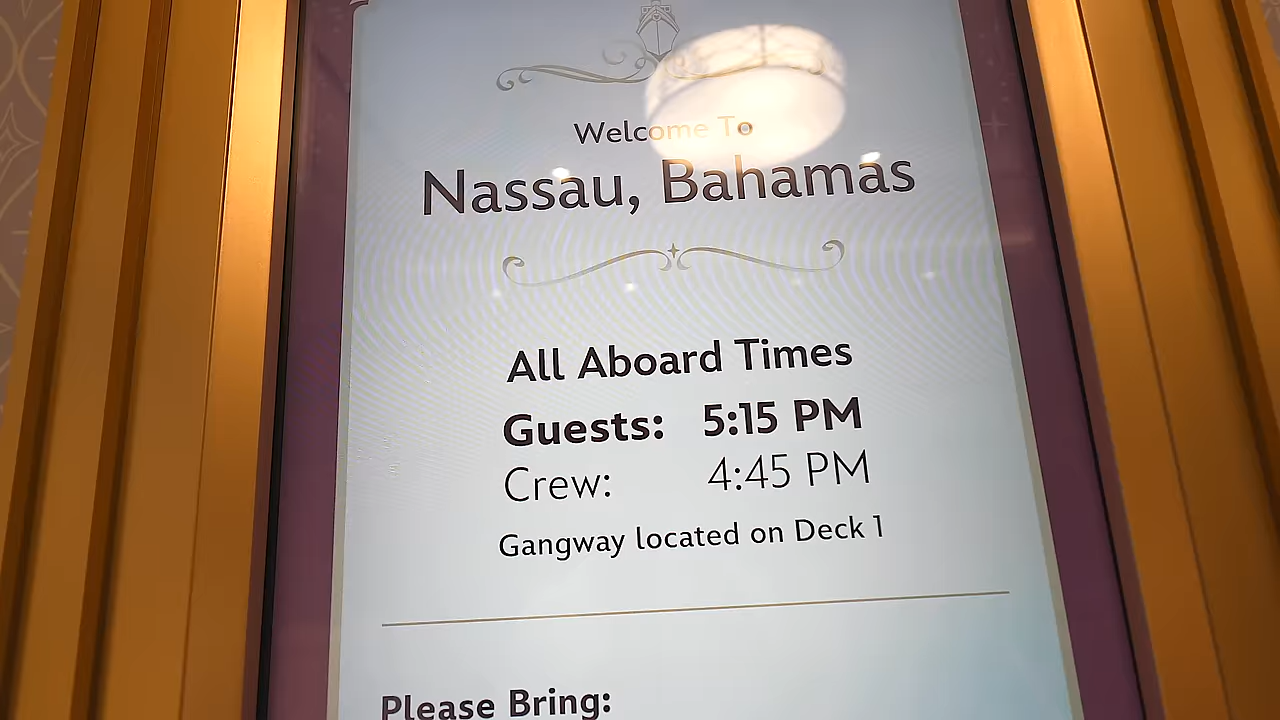 Welcome To
Nassau, Bahamas
All Aboard Times
Guests: 5:15 PM
Crew: 4:45 PM
Gangway located on Deck 1
Please Bring: